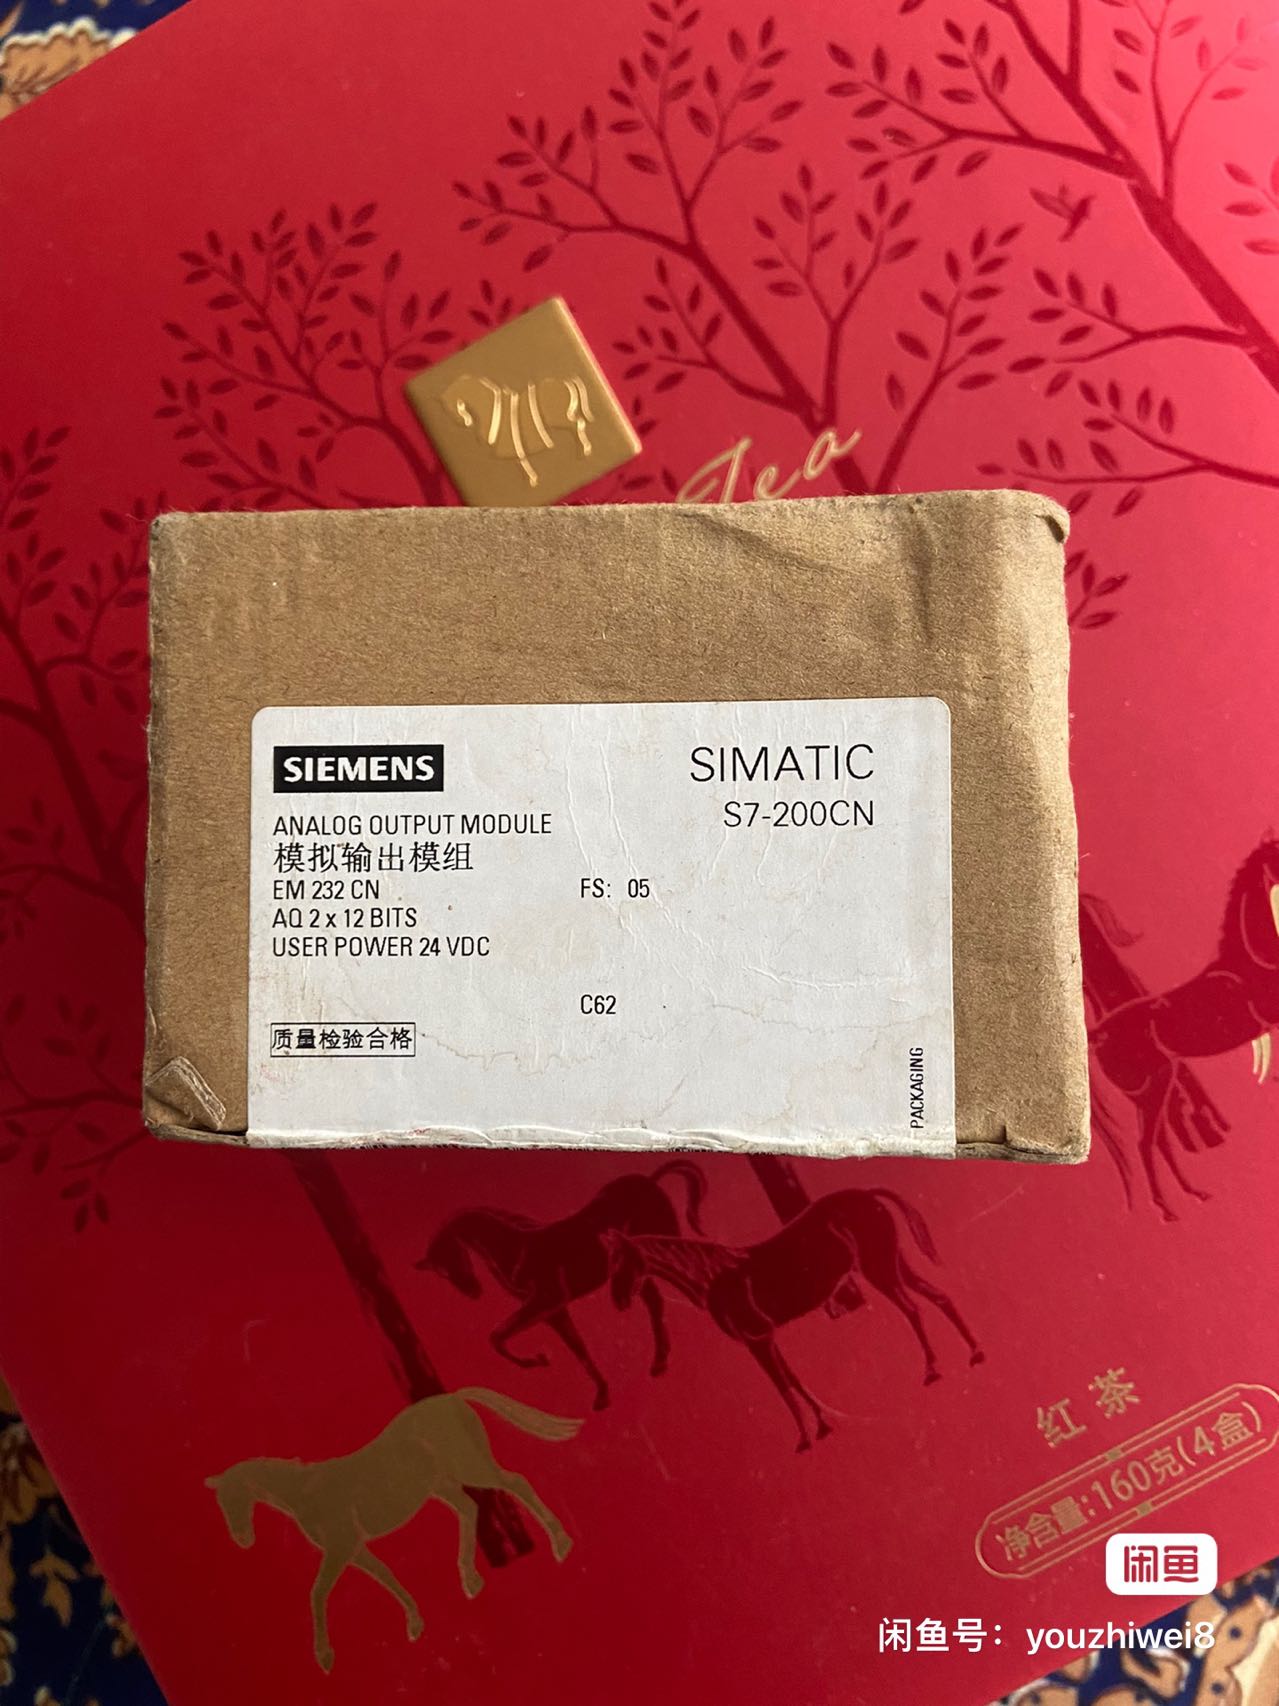 Tea
SIEMENS
SIMATIC
S7-200CN
ANALOG OUTPUT MODULE
模拟输出模组
EM 232 CN
FS: 05
AQ 2 x 12 BITS
USER POWER 24 VDC
C62
质量检验合格
PACKAGING
红茶
净含量:160克(4盒)
闲鱼
闲鱼号：youzhiwei8